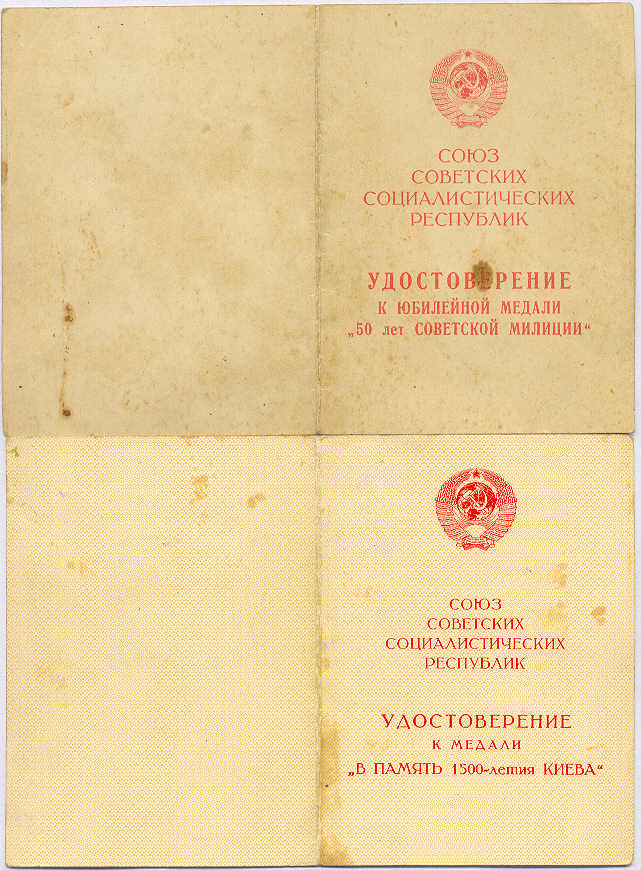 СОЮЗ
СОВЕТСКИХ
СОЦИАЛИСТИЧЕСКИХ
РЕСПУБЛИК
УДОСТОВЕРЕНИЕ
К ЮБИЛЕЙНОЙ МЕДАЛИ
„50 лет СОВЕТСКОЙ МИЛИЦИИ“
СОЮЗ
СОВЕТСКИХ
СОЦИАЛИСТИЧЕСКИХ
РЕСПУБЛИК
УДОСТОВЕРЕНИЕ
К МЕДАЛИ
„В ПАМЯТЬ 1500-летия КИЕВА“